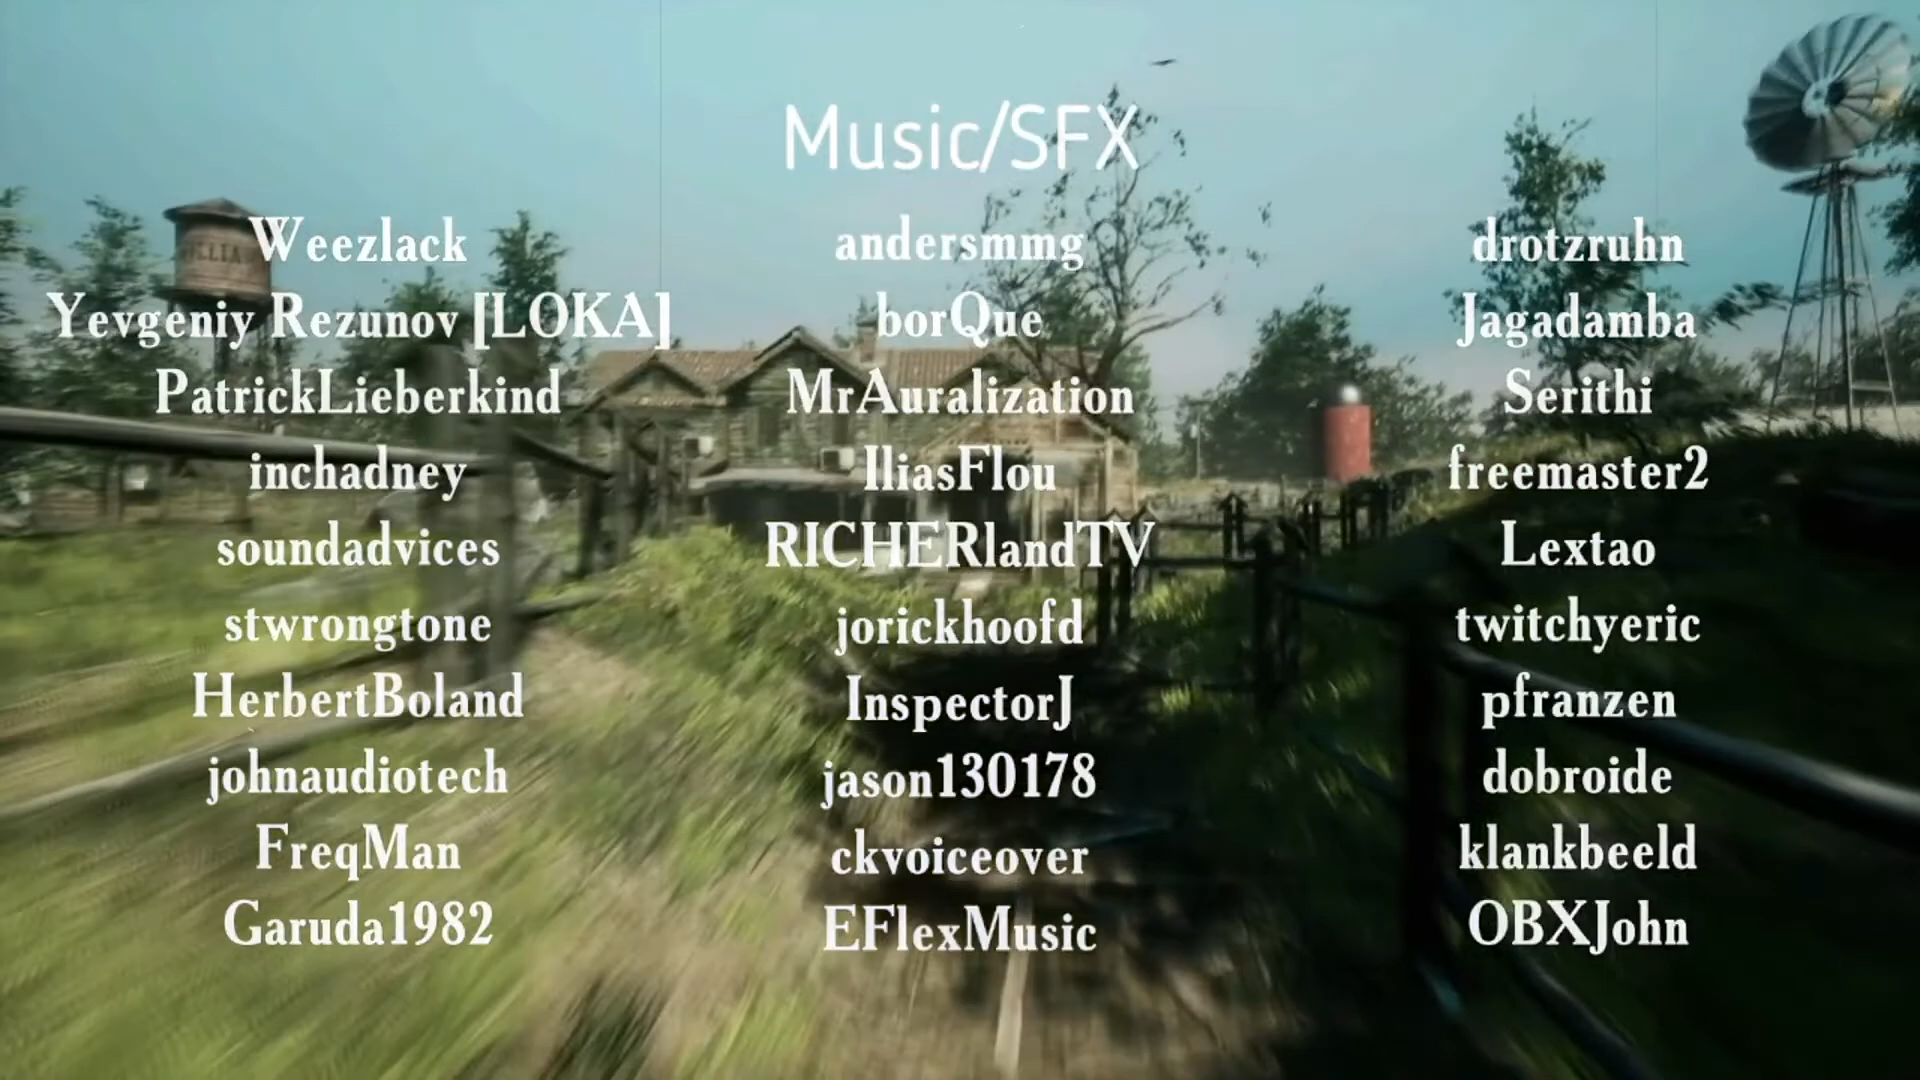 Music/SFX
Weezlack
Yevgeniy Rezunov [LOKA]
PatrickLieberkind
inchadney
soundadvices
stwrongtone
HerbertBoland
johnaudiotech
FreqMan
Garuda1982
andersmmg
borQue
MrAuralization
IliasFlou
RICHERlandTV
jorickhoofd
InspectorJ
jason130178
ckvoiceover
EFlexMusic
drotzruhn
Jagadamba
Serithi
freemaster2
Lextao
twitchyeric
pfranzen
dobroide
klankbeeld
OBXJohn